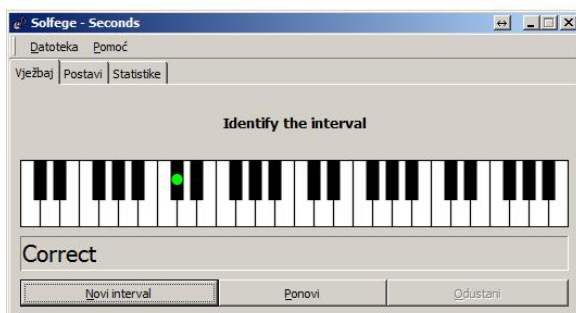 Solfege - Seconds
Datoteka Pomoć
Vježbaj Postavi Statistike
Identify the interval
Correct
Novi interval Ponovi Odustani